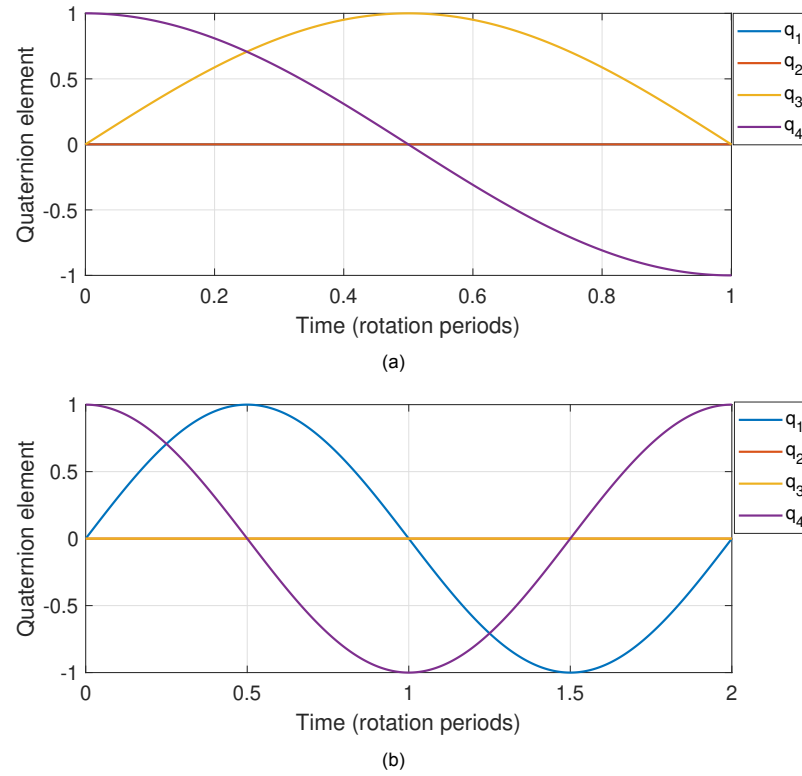 1
0.5
0
-0.5
-1
Quaternion element
0 0.2 0.4 0.6 0.8 1
Time (rotation periods)
q1
q2
q3
q4
(a)
1
0.5
0
-0.5
-1
Quaternion element
0 0.5 1 1.5 2
Time (rotation periods)
q1
q2
q3
q4
(b)